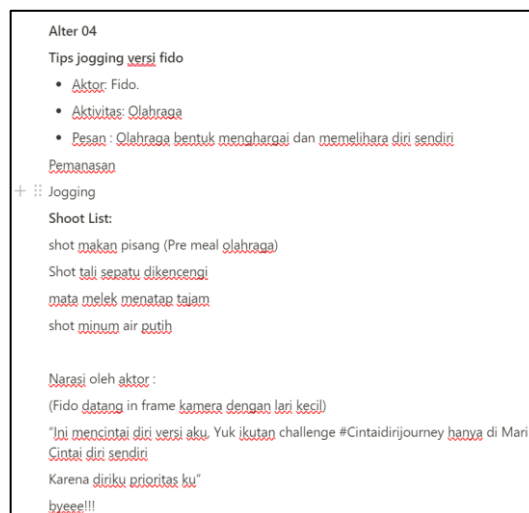 Alter 04
Tips jogging versi fido
• Aktor: Fido.
• Aktivitas: Olahraga
• Pesan : Olahraga bentuk menghargai dan memelihara diri sendiri
Pemanasan
Jogging
Shoot List:
shot makan pisang (Pre meal olahraga)
Shot tali sepatu dikencengi
mata melek menatap tajam
shot minum air putih
Narasi oleh aktor :
(Fido datang in frame kamera dengan lari kecil)
“Ini mencintai diri versi aku, Yuk ikutan challenge #Cintaidirijourney hanya di Mari
Cintai diri sendiri
Karena diriku prioritas ku”
byeee!!!